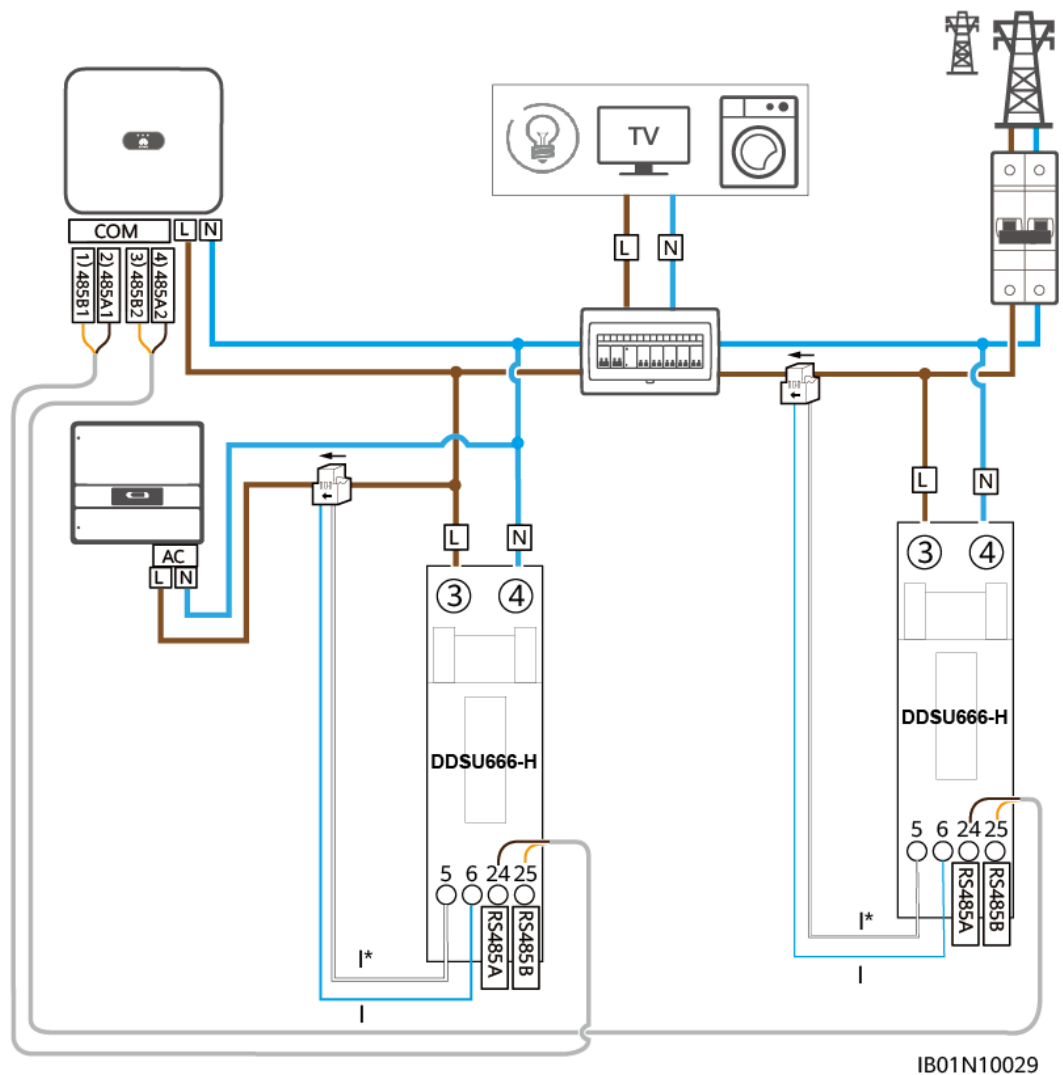 TV
L
N
COM
L
N
1) 485B1
2) 485A1
3) 485B2
4) 485A2
AC
L
N
L
N
3
4
DDSU666-H
5
6
24
25
RS485A
RS485B
I*
I
L
N
3
4
DDSU666-H
5
6
24
25
RS485A
RS485B
I*
I
IB01N10029